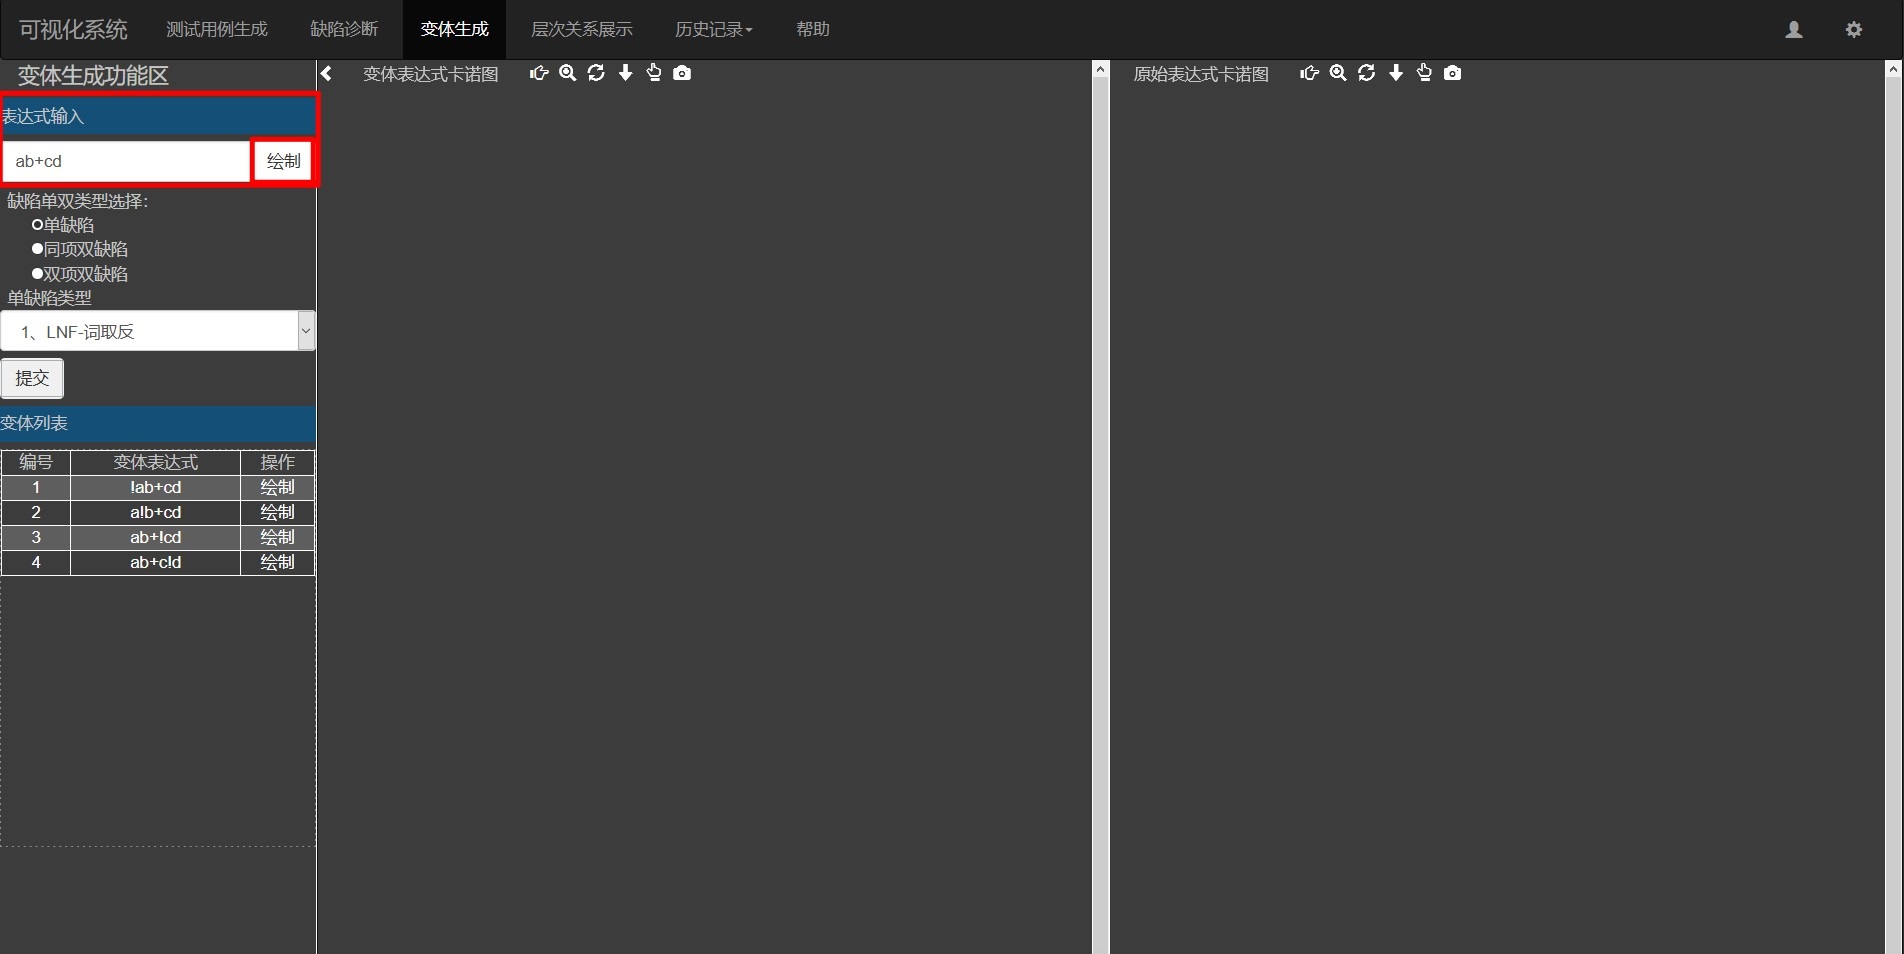 可视化系统 测试用例生成 缺陷诊断 变体生成 层次关系展示 历史记录 帮助
变体生成功能区 变体表达式卡诺图 原始表达式卡诺图
表达式输入
ab+cd 绘制
缺陷单双类型选择:
单缺陷
同项双缺陷
双项双缺陷
单缺陷类型
1、LNF-词取反
提交
变体列表
编号 变体表达式 操作
1 !ab+cd 绘制
2 a!b+cd 绘制
3 ab+!cd 绘制
4 ab+c!d 绘制